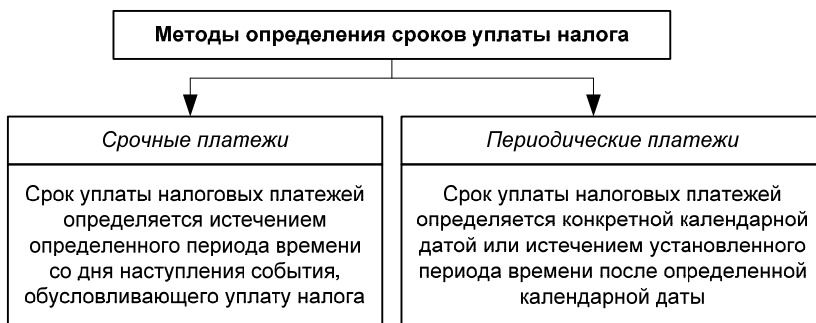 Методы определения сроков уплаты налога
Срочные платежи
Срок уплаты налоговых платежей
определяется истечением
определенного периода времени
со дня наступления события,
обусловливающего уплату налога
Периодические платежи
Срок уплаты налоговых платежей
определяется конкретной календарной
датой или истечением установленного
периода времени после определенной
календарной даты